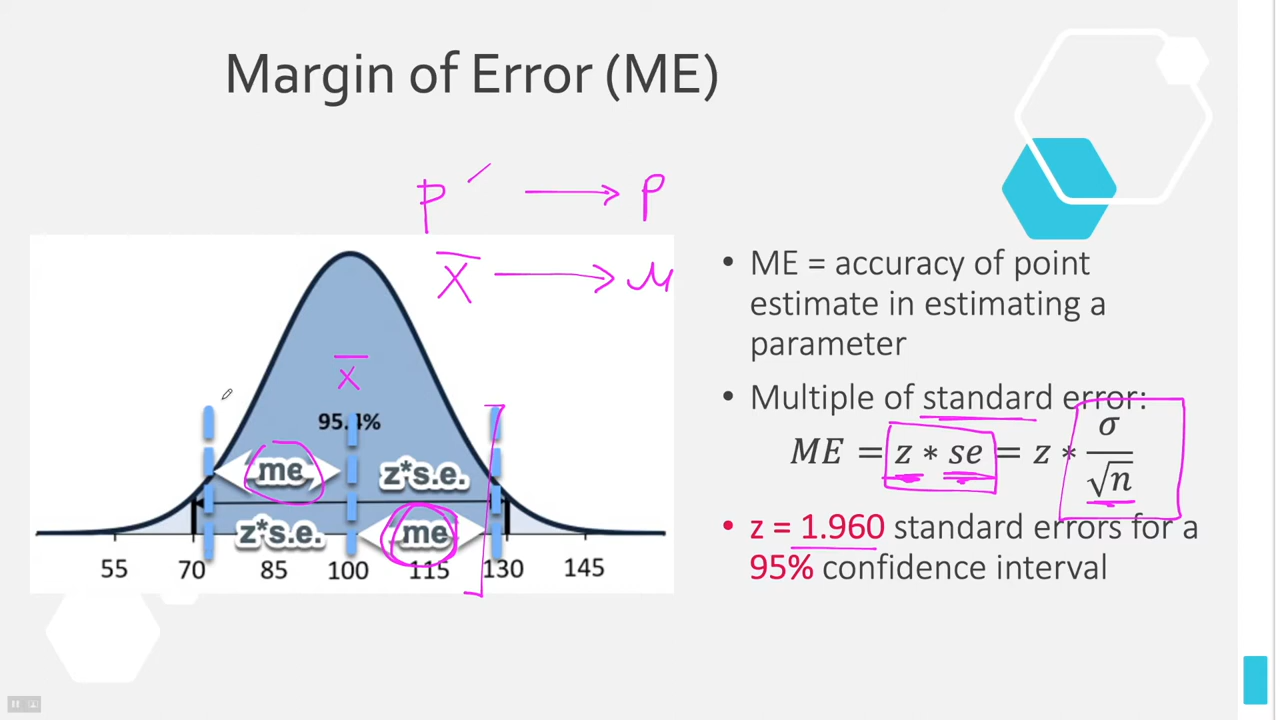 Margin of Error (ME)
p′ → p
x̄ → μ
x̄
95.4%
me
z*s.e.
z*s.e.
me
55 70 85 100 115 130 145
• ME = accuracy of point
estimate in estimating a
parameter
• Multiple of standard error:
ME = z * se = z * σ/√n
• z = 1.960 standard errors for a
95% confidence interval